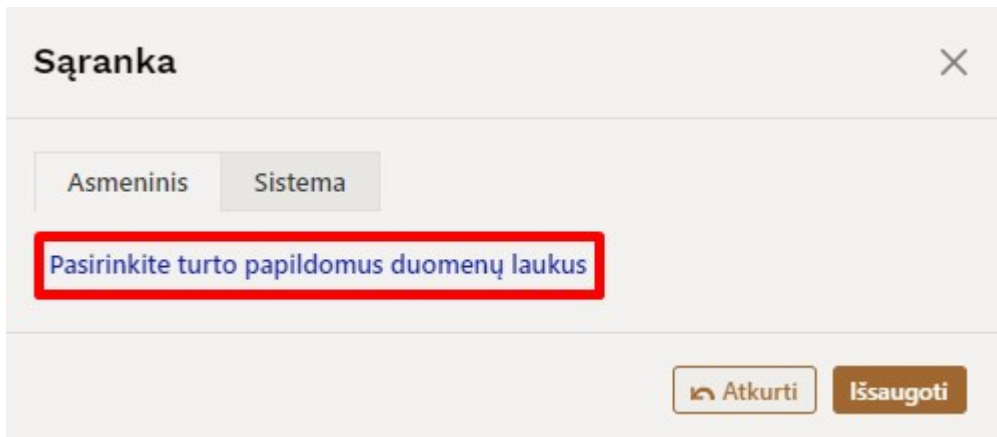 Sąranka
Asmeninis Sistema
Pasirinkite turto papildomus duomenų laukus
Atkurti Išsaugoti